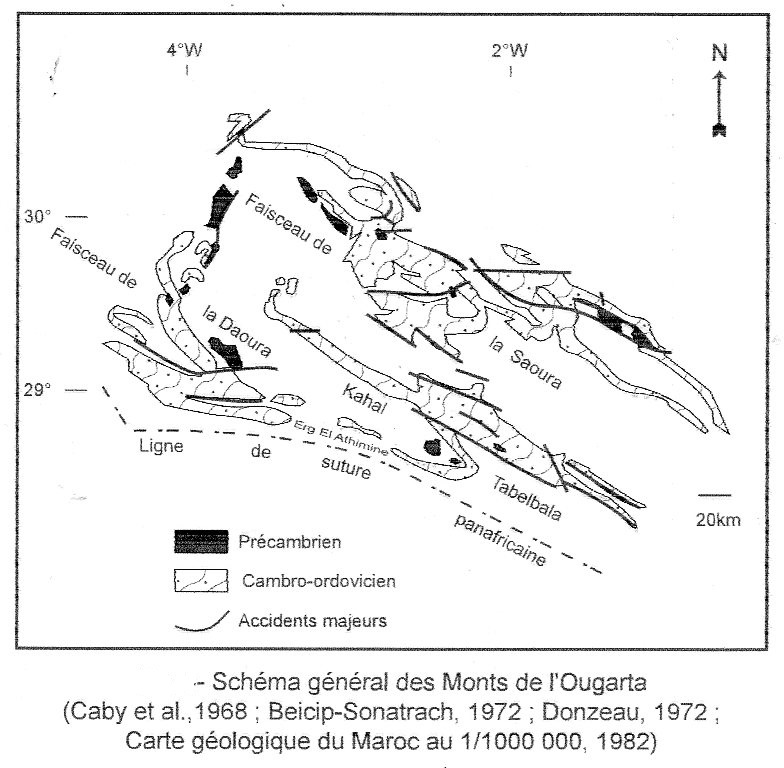 4°W
2°W
N
30°
Faisceau de
Faisceau de
la Daoura
la Saoura
29°
Kahal
Erg El Athimine
Ligne de suture panafricaine
Tabelbala
20km
Précambrien
Cambro-ordovicien
Accidents majeurs
- Schéma général des Monts de l'Ougarta
(Caby et al.,1968 ; Beicip-Sonatrach, 1972 ; Donzeau, 1972 ;
Carte géologique du Maroc au 1/1000 000, 1982)